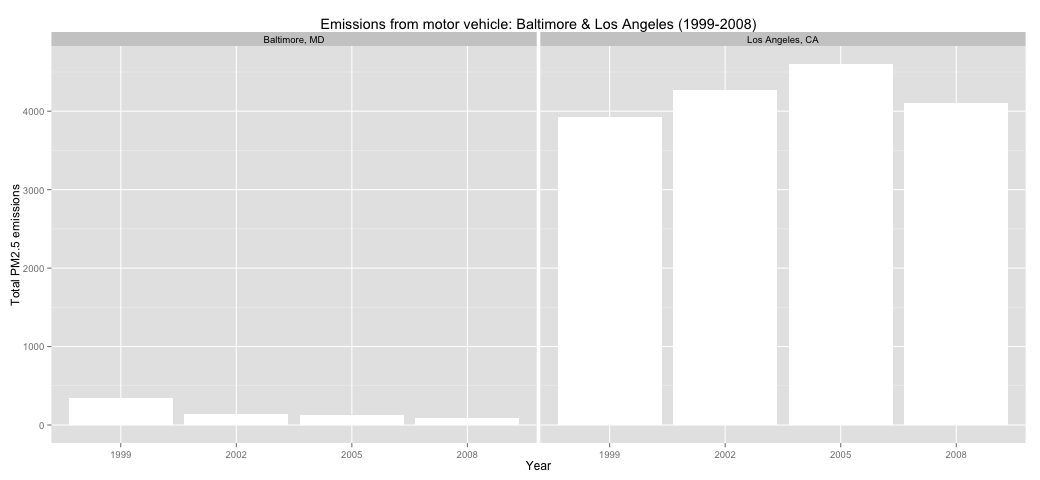 Emissions from motor vehicle: Baltimore & Los Angeles (1999-2008)
Baltimore, MD
Los Angeles, CA
Total PM2.5 emissions
4000
3000
2000
1000
0
1999 2002 2005 2008
1999 2002 2005 2008
Year